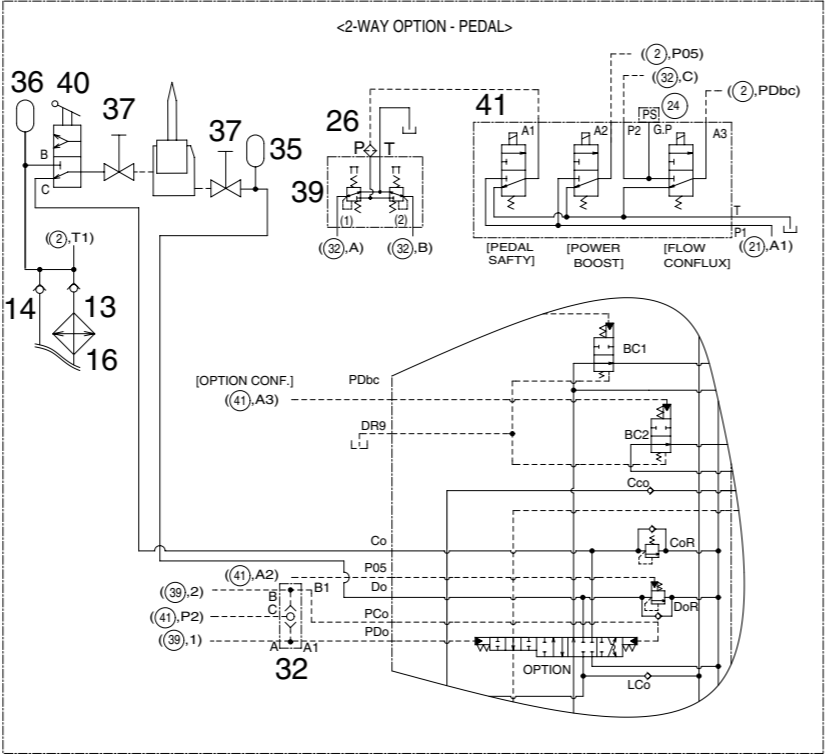 <2-WAY OPTION - PEDAL>
36
40
37
37
35
26
P
T
39
(1)
(2)
(32,A)
(32,B)
41
(2,P05)
(32,C)
(2,PDbc)
24
PS
A1
A2
P2
G.P
A3
T
P1
(21,A1)
[PEDAL SAFTY]
[POWER BOOST]
[FLOW CONFLUX]
B
C
(2,T1)
14
13
16
BC1
[OPTION CONF.]
PDbc
(41,A3)
DR9
BC2
Cco
Co
CoR
(41,A2)
P05
Do
DoR
(39,2)
B
B1
(41,P2)
C
PCo
(39,1)
PDo
A
A1
32
OPTION
LCo